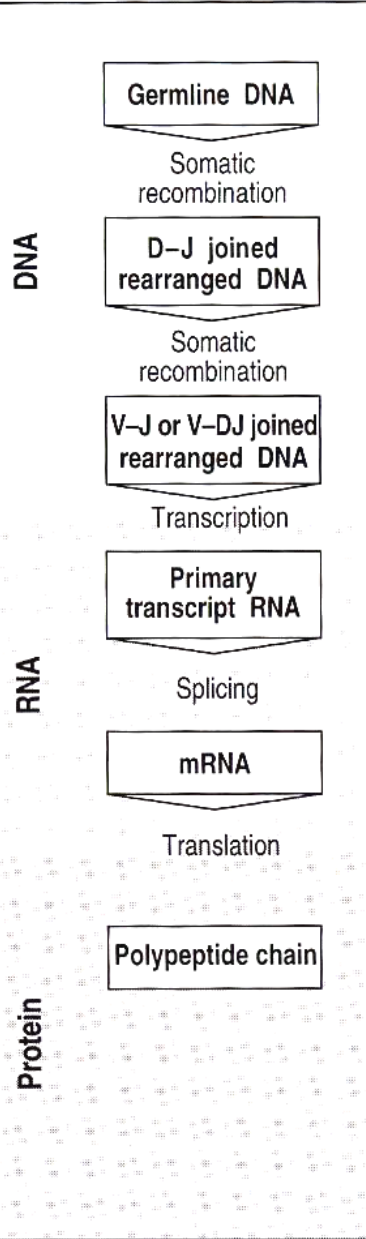 Germline DNA
Somatic
recombination
DNA
D–J joined
rearranged DNA
Somatic
recombination
V–J or V–DJ joined
rearranged DNA
Transcription
Primary
transcript RNA
RNA
Splicing
mRNA
Translation
Polypeptide chain
Protein